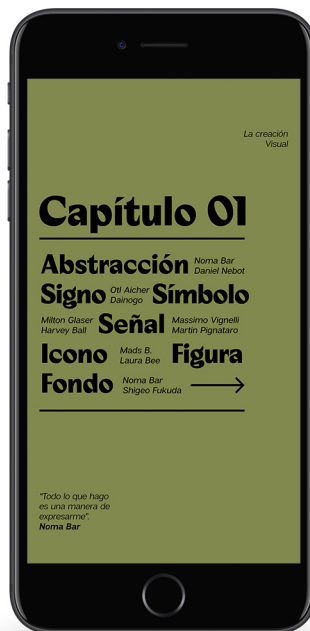 La creación
Visual
Capítulo 01
Abstracción Noma Bar
Daniel Nebot
Signo Otl Aicher
Dainogo Símbolo
Milton Glaser
Harvey Ball Señal Massimo Vignelli
Martín Pignataro
Icono Mads B.
Laura Bee Figura
Fondo Noma Bar
Shigeo Fukuda
“Todo lo que hago
es una manera de
expresarme”.
Noma Bar